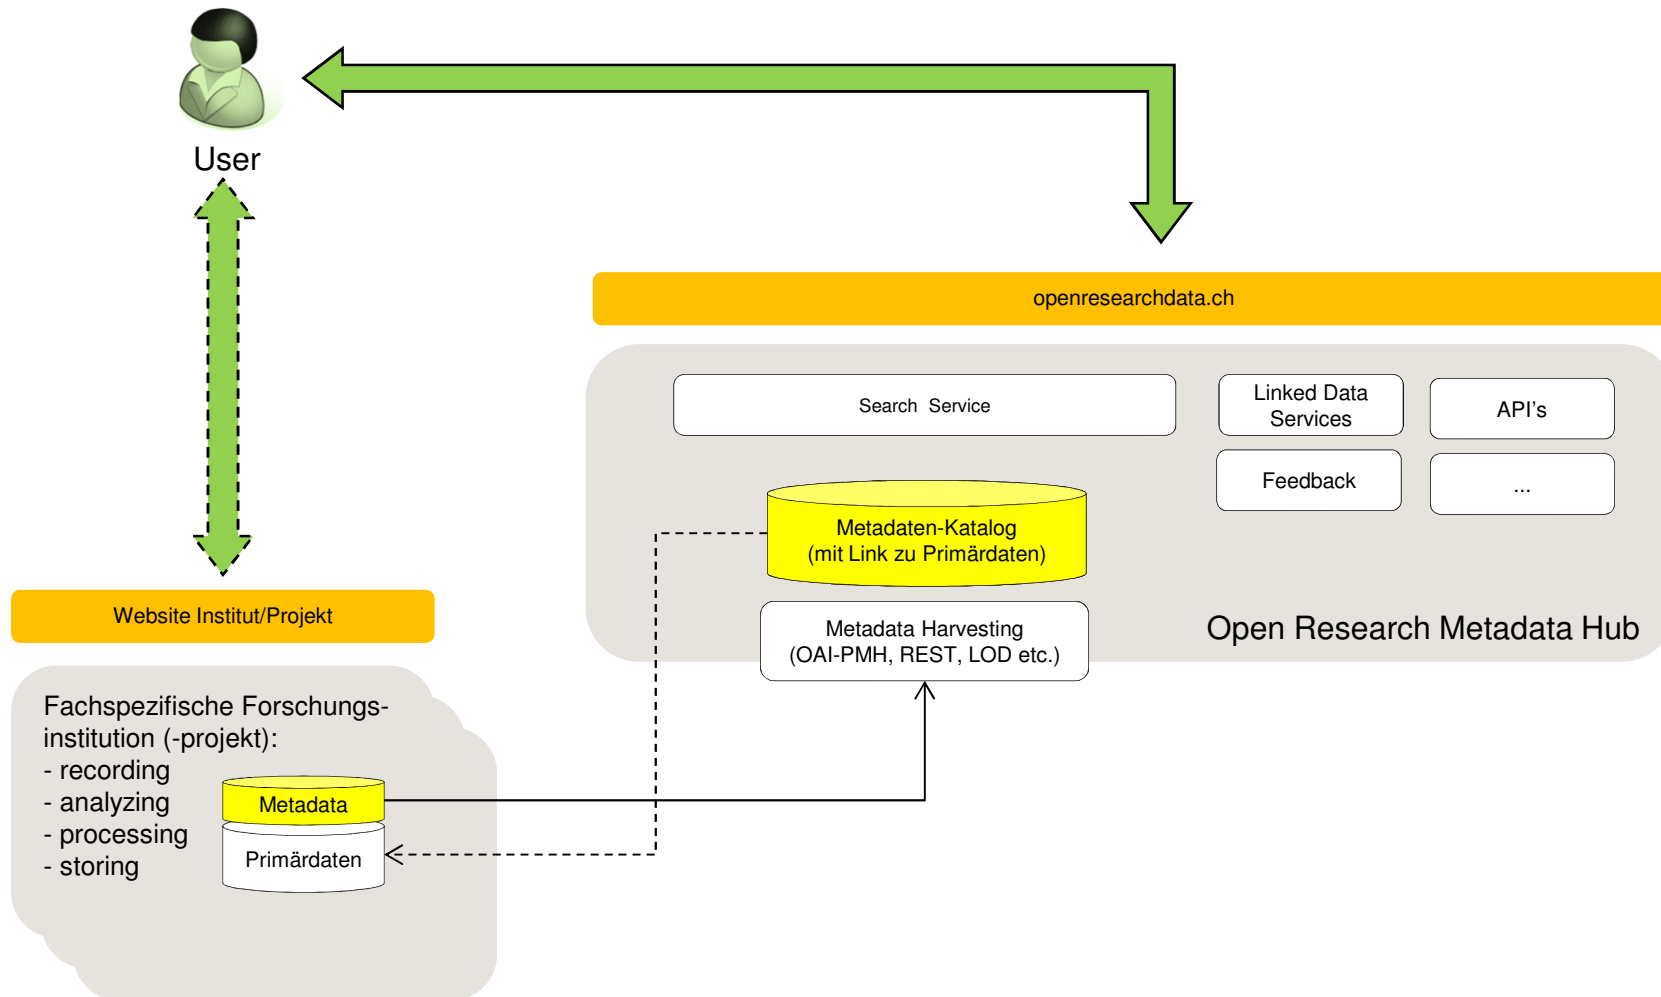 User
openresearchdata.ch
Search Service
Linked Data
Services
API's
Feedback
...
Metadaten-Katalog
(mit Link zu Primärdaten)
Metadata Harvesting
(OAI-PMH, REST, LOD etc.)
Open Research Metadata Hub
Website Institut/Projekt
Fachspezifische Forschungs-
institution (-projekt):
- recording
- analyzing
- processing
- storing
Metadata
Primärdaten